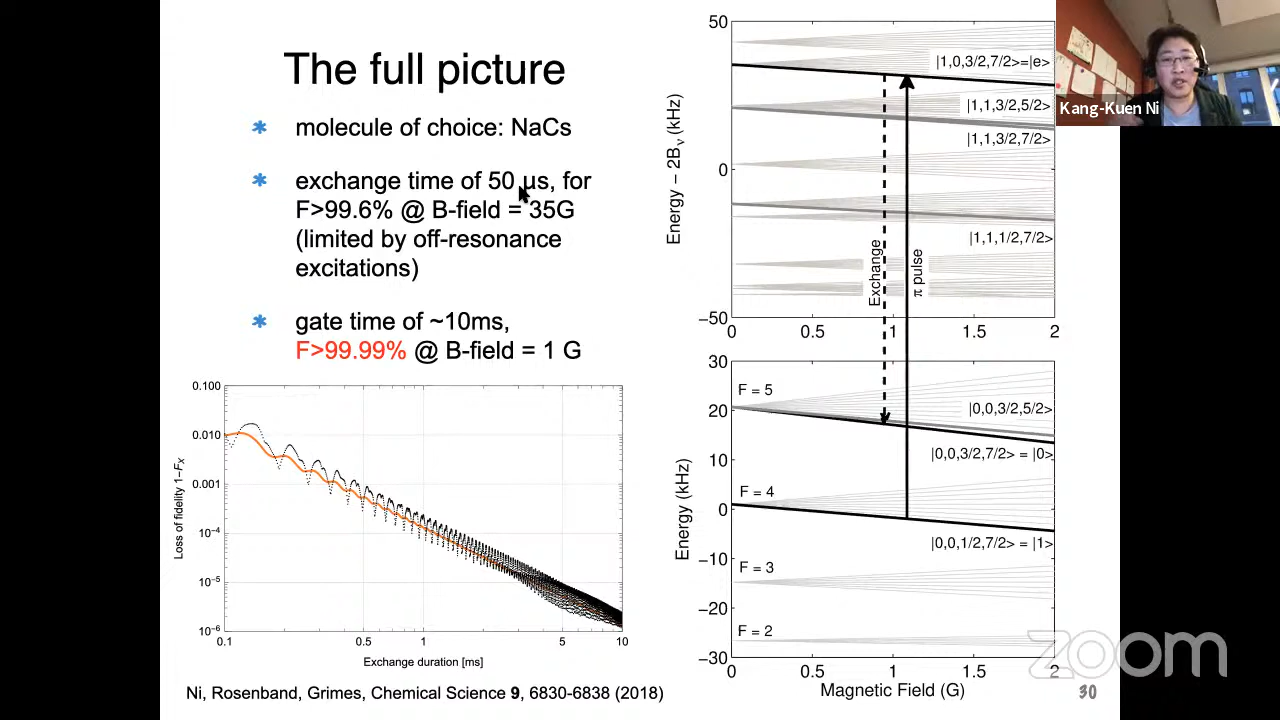 The full picture
* molecule of choice: NaCs
* exchange time of 50 µs, for
F>99.6% @ B-field = 35G
(limited by off-resonance
excitations)
* gate time of ~10ms,
F>99.99% @ B-field = 1 G
0.100
0.010
0.001
10⁻⁴
10⁻⁵
10⁻⁶
Loss of fidelity 1-Fₓ
0.1
0.5
1
5
10
Exchange duration [ms]
Ni, Rosenband, Grimes, Chemical Science 9, 6830-6838 (2018)
50
0
−50
Energy − 2Bᵥ (kHz)
|1,0,3/2,7/2>=|e>
|1,1,3/2,5/2>
|1,1,3/2,7/2>
|1,1,1/2,7/2>
Exchange
π pulse
0
0.5
1
1.5
2
30
20
10
0
−10
−20
−30
Energy (kHz)
F = 5
|0,0,3/2,5/2>
|0,0,3/2,7/2> = |0>
F = 4
|0,0,1/2,7/2> = |1>
F = 3
F = 2
0
0.5
1
1.5
2
Magnetic Field (G)
30
Kang-Kuen Ni
zoom